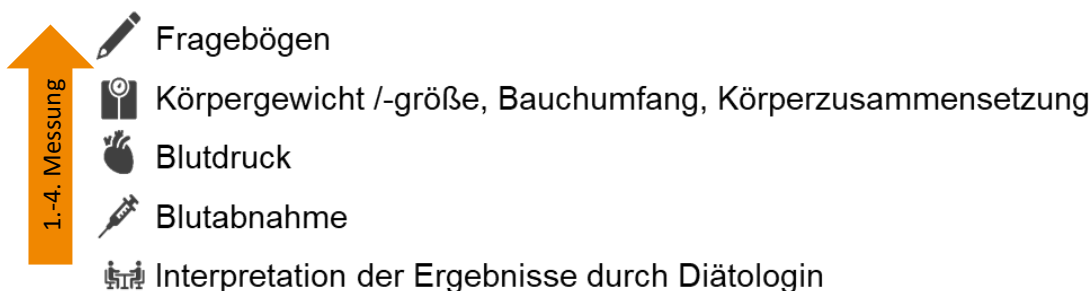 Fragebögen
Körpergewicht /-größe, Bauchumfang, Körperzusammensetzung
1.-4. Messung
Blutdruck
Blutabnahme
Interpretation der Ergebnisse durch Diätologin